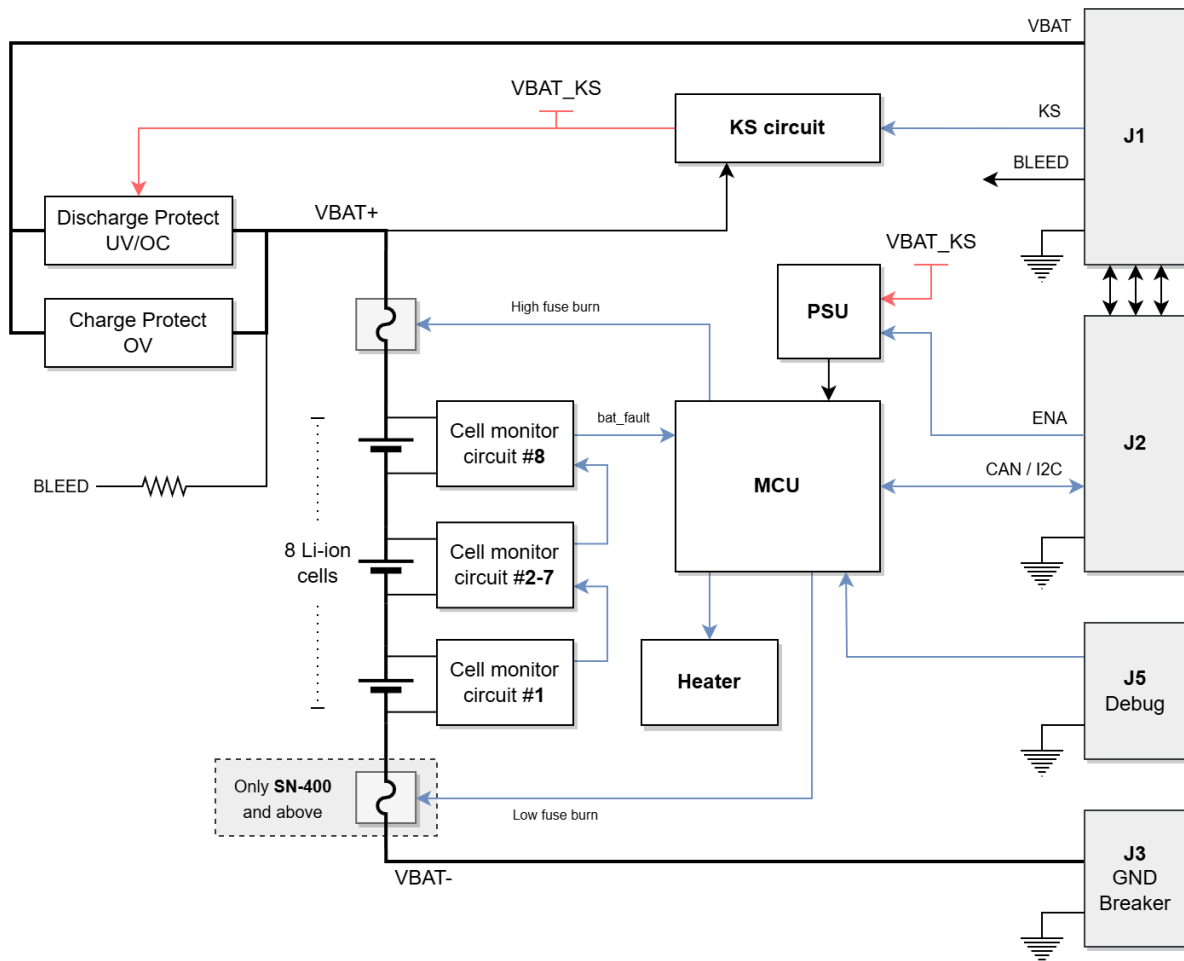 VBAT
VBAT_KS
KS circuit
KS
J1
BLEED
Discharge Protect
UV/OC
VBAT+
VBAT_KS
Charge Protect
OV
High fuse burn
PSU
Cell monitor
circuit #8
bat_fault
ENA
J2
MCU
CAN / I2C
BLEED
8 Li-ion
cells
Cell monitor
circuit #2-7
Cell monitor
circuit #1
Heater
J5
Debug
Only SN-400
and above
Low fuse burn
VBAT-
J3
GND
Breaker